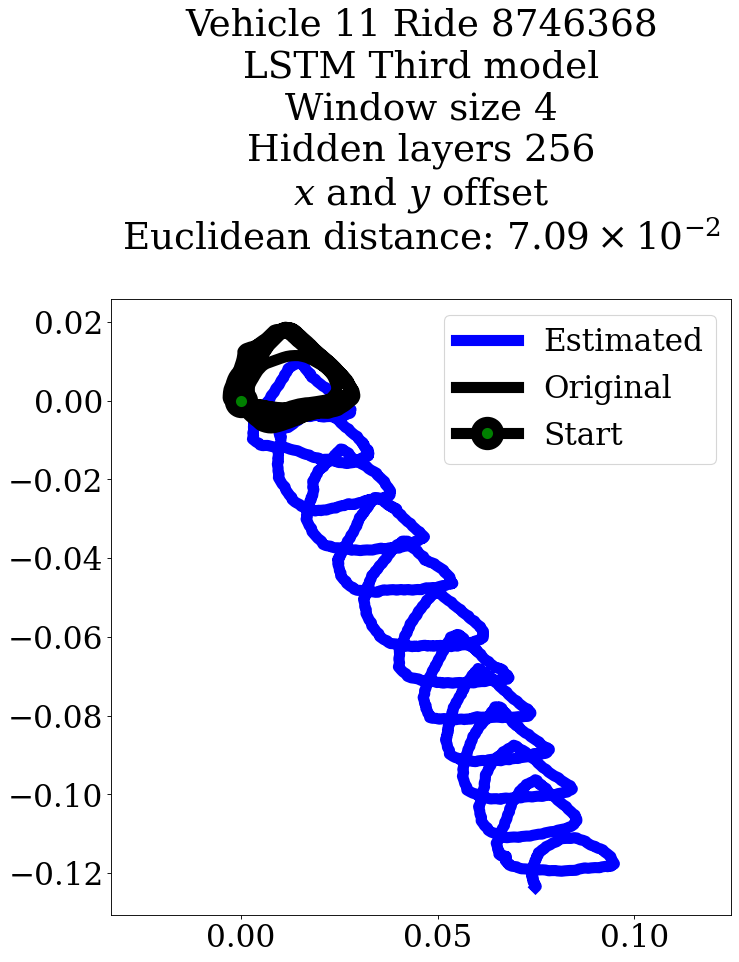 Vehicle 11 Ride 8746368
LSTM Third model
Window size 4
Hidden layers 256
x and y offset
Euclidean distance: 7.09 × 10⁻²
Estimated
Original
Start
0.02
0.00
−0.02
−0.04
−0.06
−0.08
−0.10
−0.12
0.00 0.05 0.10